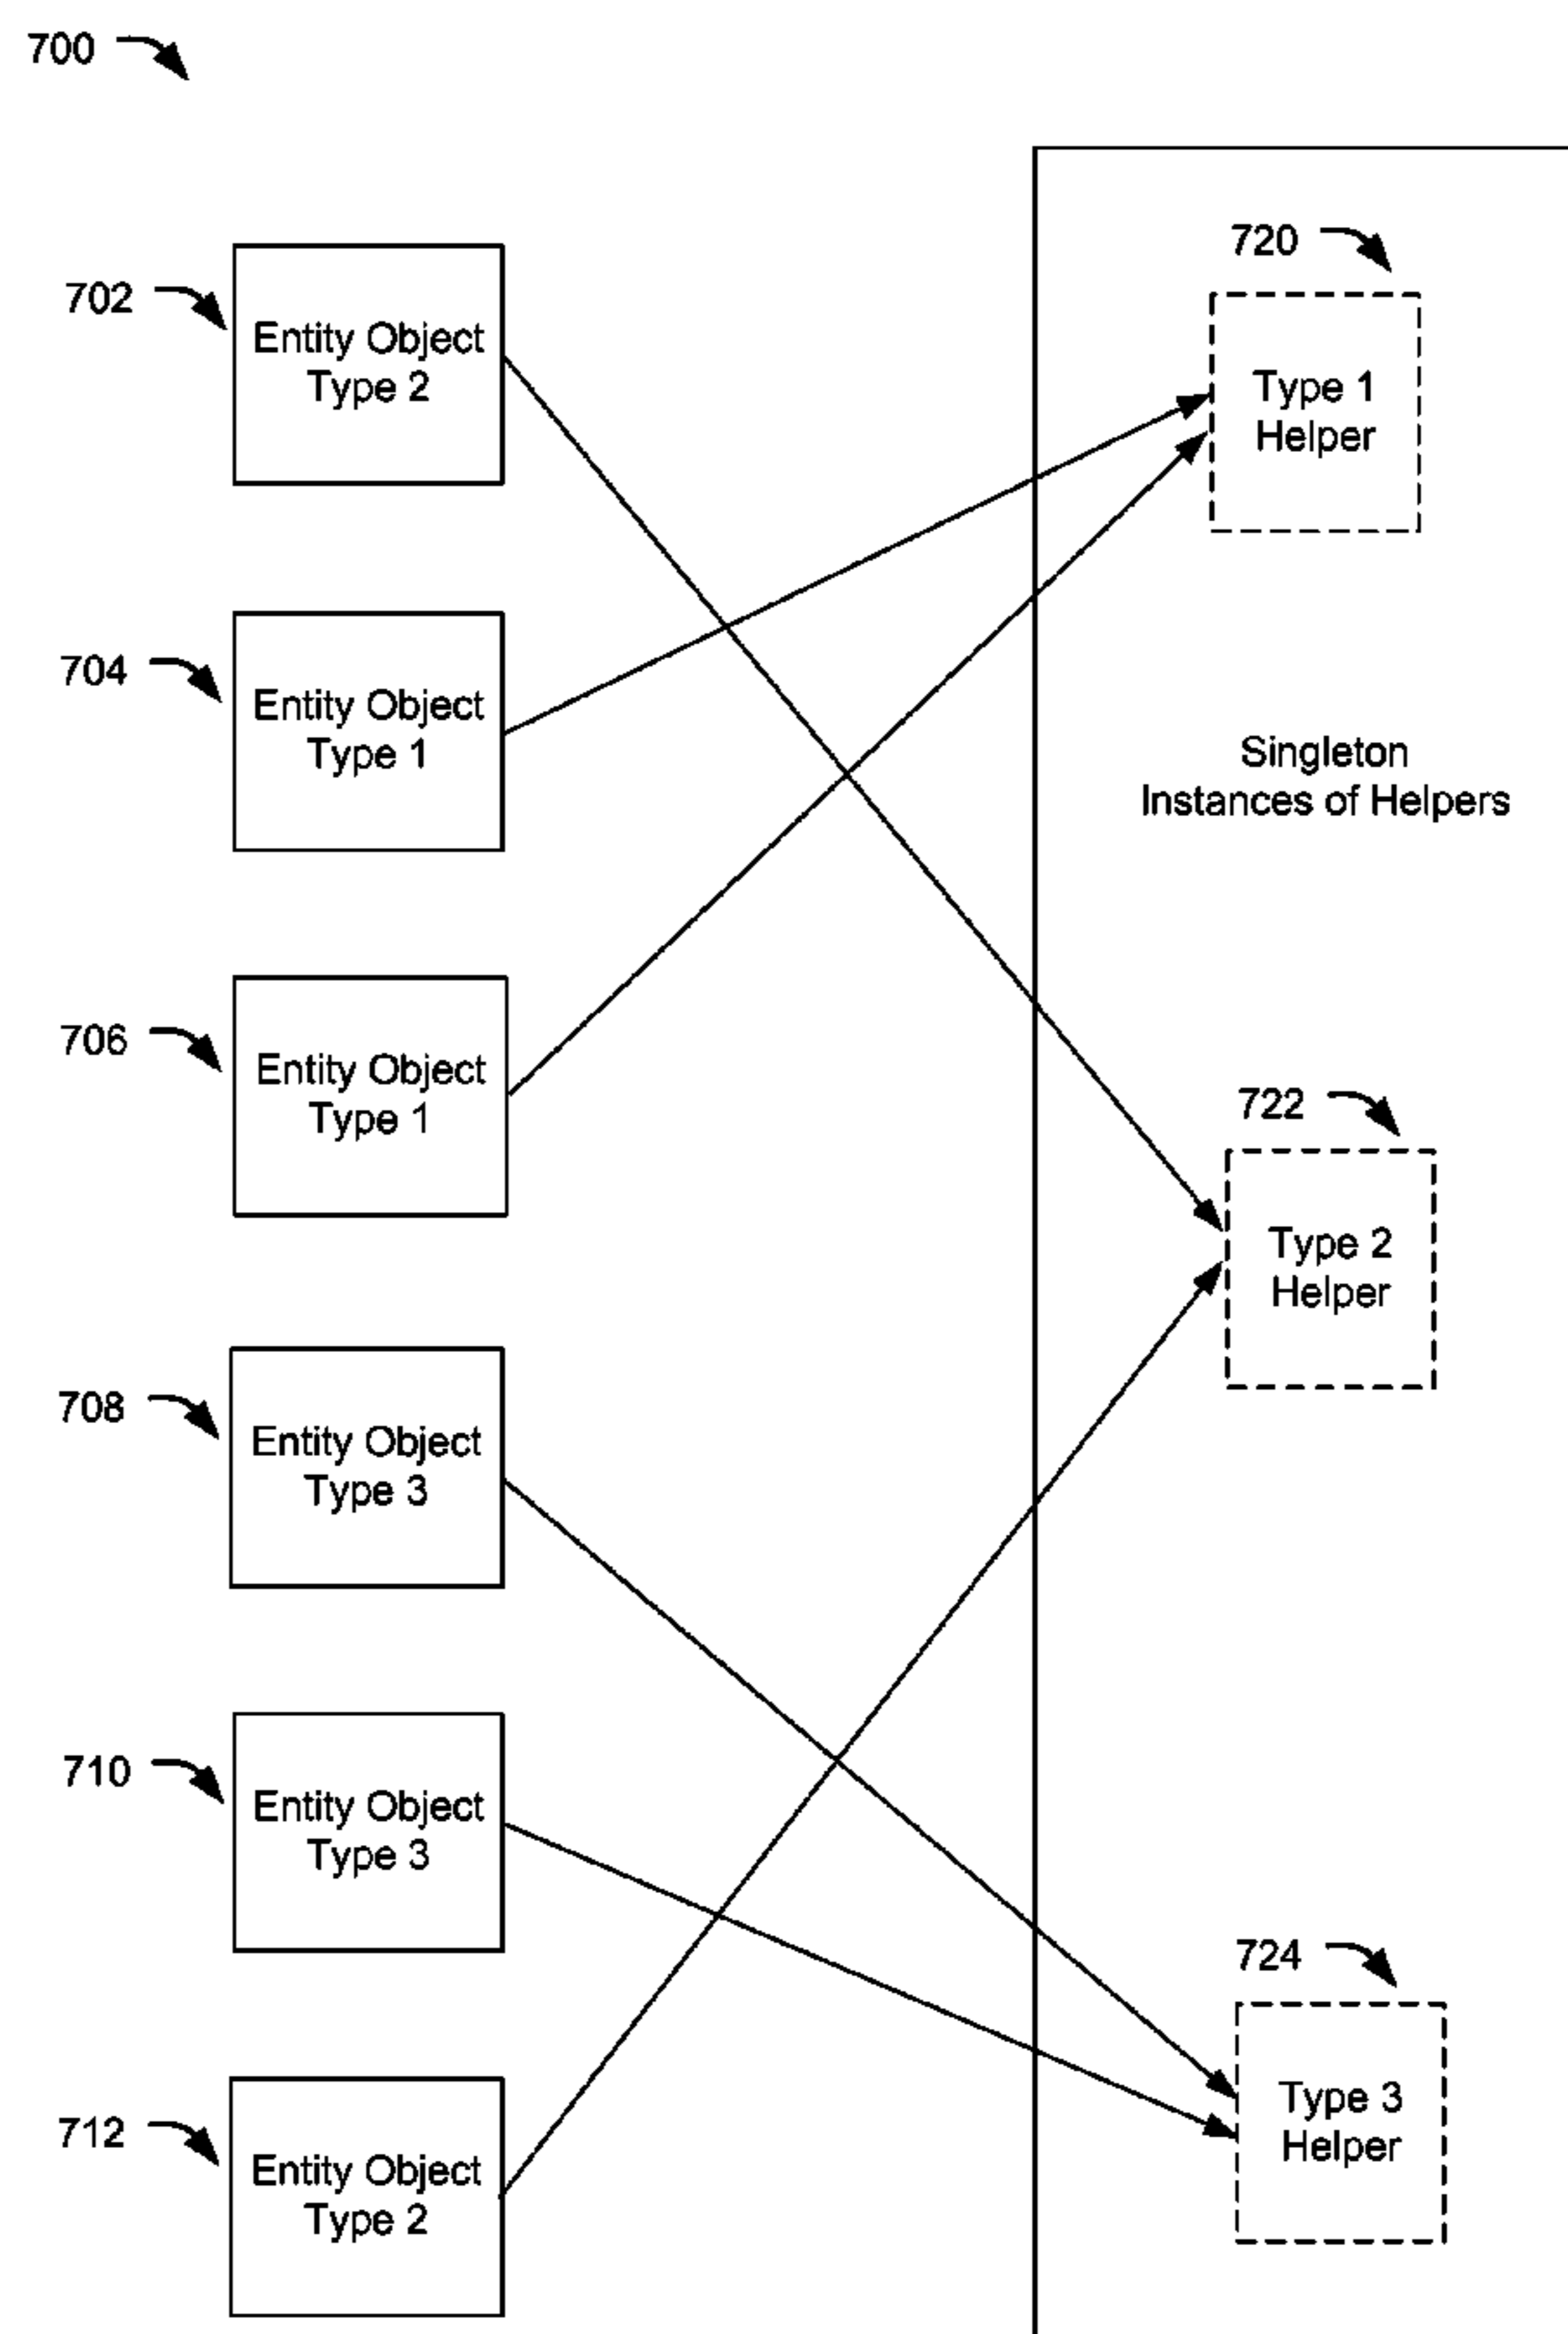 700
702
Entity Object
Type 2
704
Entity Object
Type 1
706
Entity Object
Type 1
708
Entity Object
Type 3
710
Entity Object
Type 3
712
Entity Object
Type 2
720
Type 1
Helper
Singleton
Instances of Helpers
722
Type 2
Helper
724
Type 3
Helper